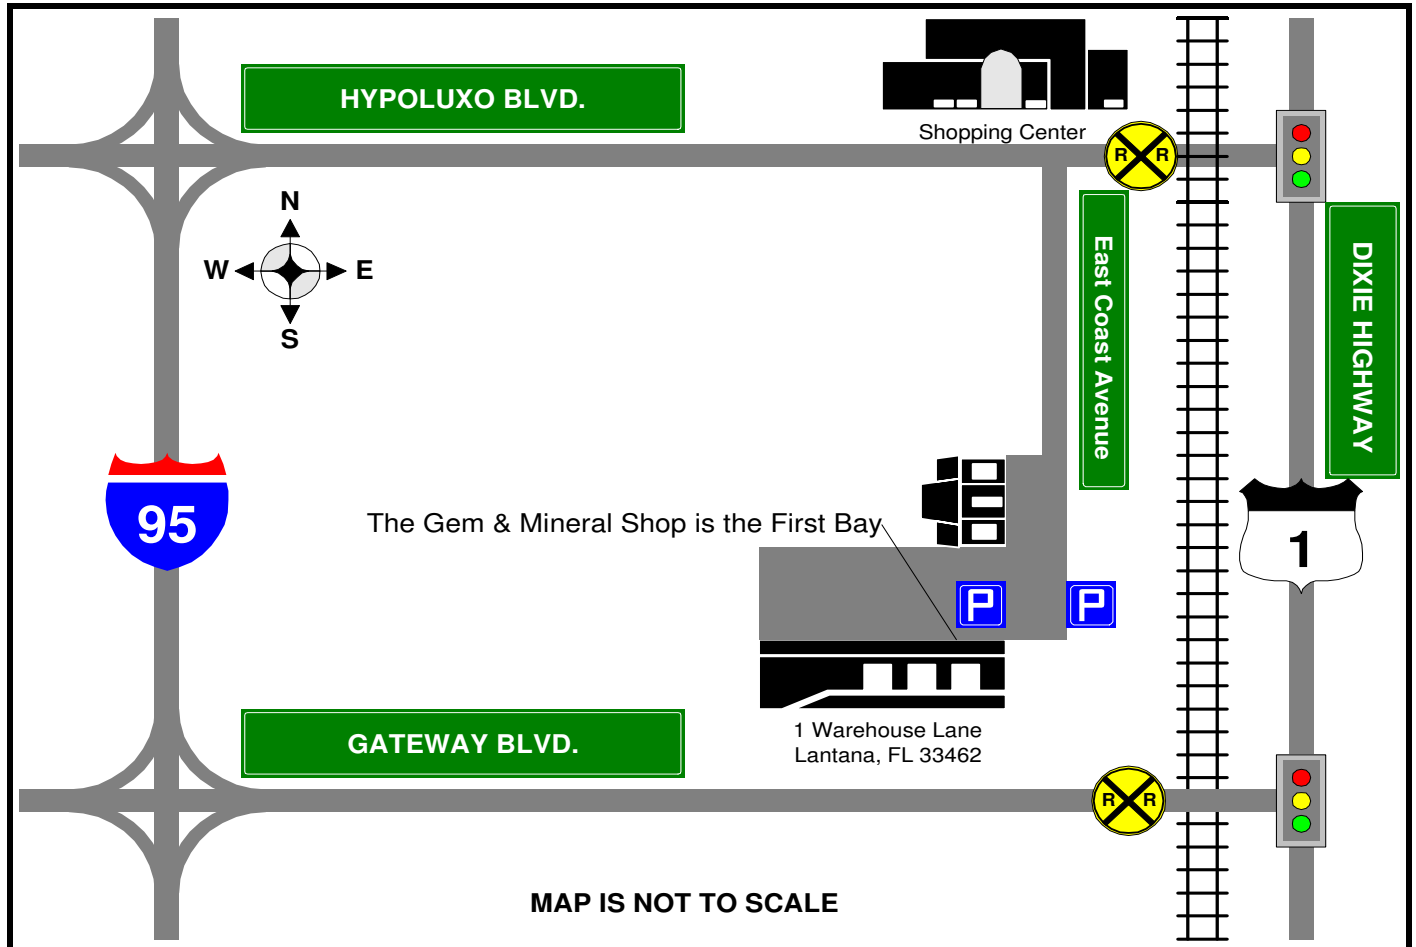 HYPOLUXO BLVD.
Shopping Center
R R
N
W E
S
East Coast Avenue
DIXIE HIGHWAY
95
The Gem & Mineral Shop is the First Bay
1
P P
1 Warehouse Lane
Lantana, FL 33462
GATEWAY BLVD.
R R
MAP IS NOT TO SCALE